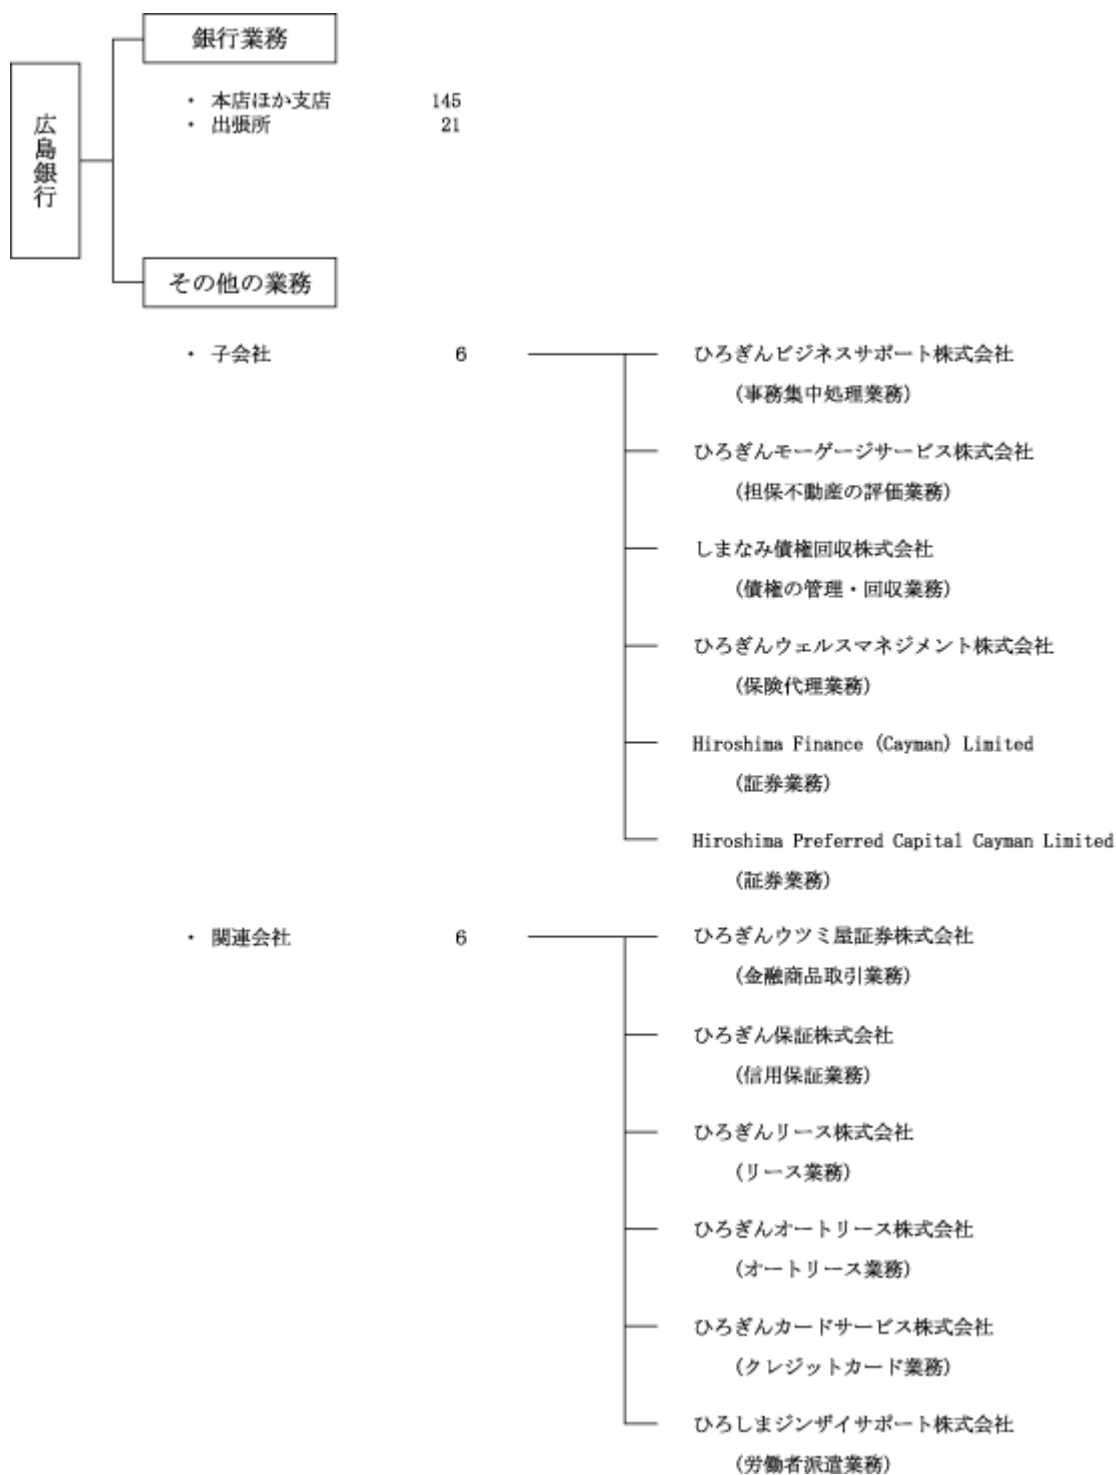 銀行業務
広島銀行
・ 本店ほか支店 145
・ 出張所 21
その他の業務
・ 子会社 6
ひろぎんビジネスサポート株式会社
(事務集中処理業務)
ひろぎんモーゲージサービス株式会社
(担保不動産の評価業務)
しまなみ債権回収株式会社
(債権の管理・回収業務)
ひろぎんウェルスマネジメント株式会社
(保険代理業務)
Hiroshima Finance (Cayman) Limited
(証券業務)
Hiroshima Preferred Capital Cayman Limited
(証券業務)
・ 関連会社 6
ひろぎんウツミ屋証券株式会社
(金融商品取引業務)
ひろぎん保証株式会社
(信用保証業務)
ひろぎんリース株式会社
(リース業務)
ひろぎんオートリース株式会社
(オートリース業務)
ひろぎんカードサービス株式会社
(クレジットカード業務)
ひろしまジンザイサポート株式会社
(労働者派遣業務)